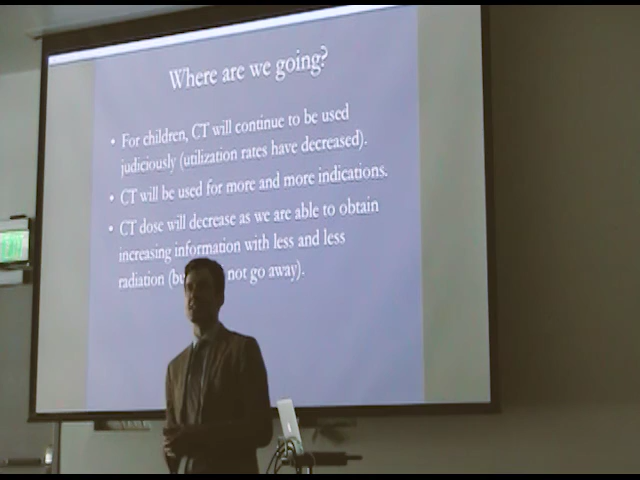 Where are we going?
• For children, CT will continue to be used
judiciously (utilization rates have decreased).
• CT will be used for more and more indications.
• CT dose will decrease as we are able to obtain
increasing information with less and less
radiation (bu not go away).